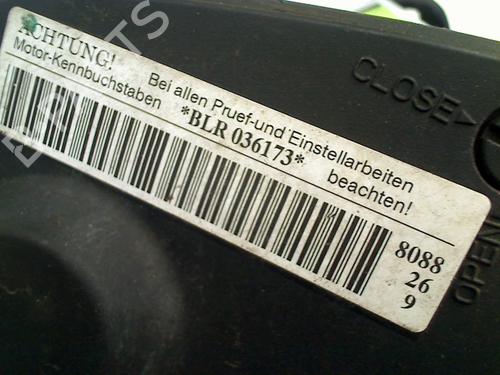 ACHTUNG!
Motor-Kennbuchstaben
Bei allen Pruef-und Einstellarbeiten
beachten!
*BLR 036173*
8088
26
9
CLOSE
OPEN